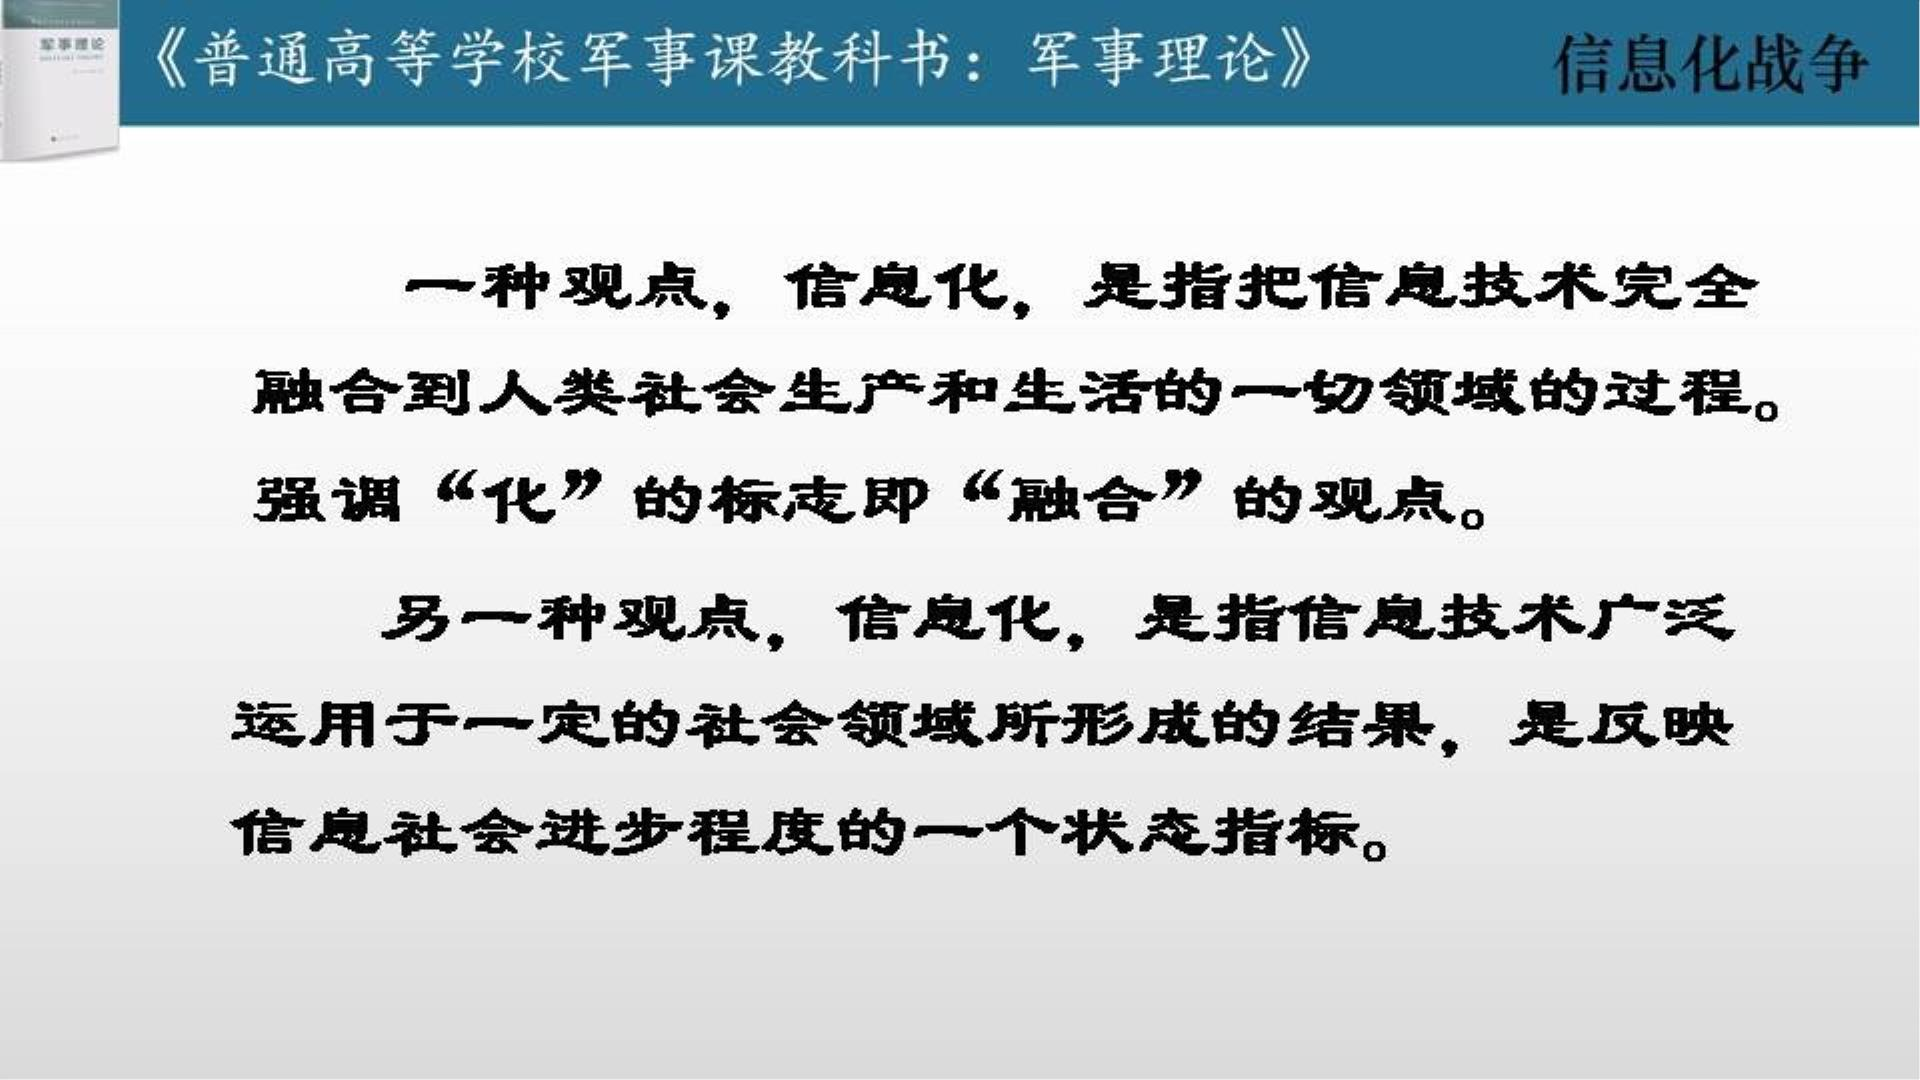 军事理论
《普通高等学校军事课教科书：军事理论》
信息化战争
一种观点，信息化，是指把信息技术完全
融合到人类社会生产和生活的一切领域的过程。
强调“化”的标志即“融合”的观点。
另一种观点，信息化，是指信息技术广泛
运用于一定的社会领域所形成的结果，是反映
信息社会进步程度的一个状态指标。